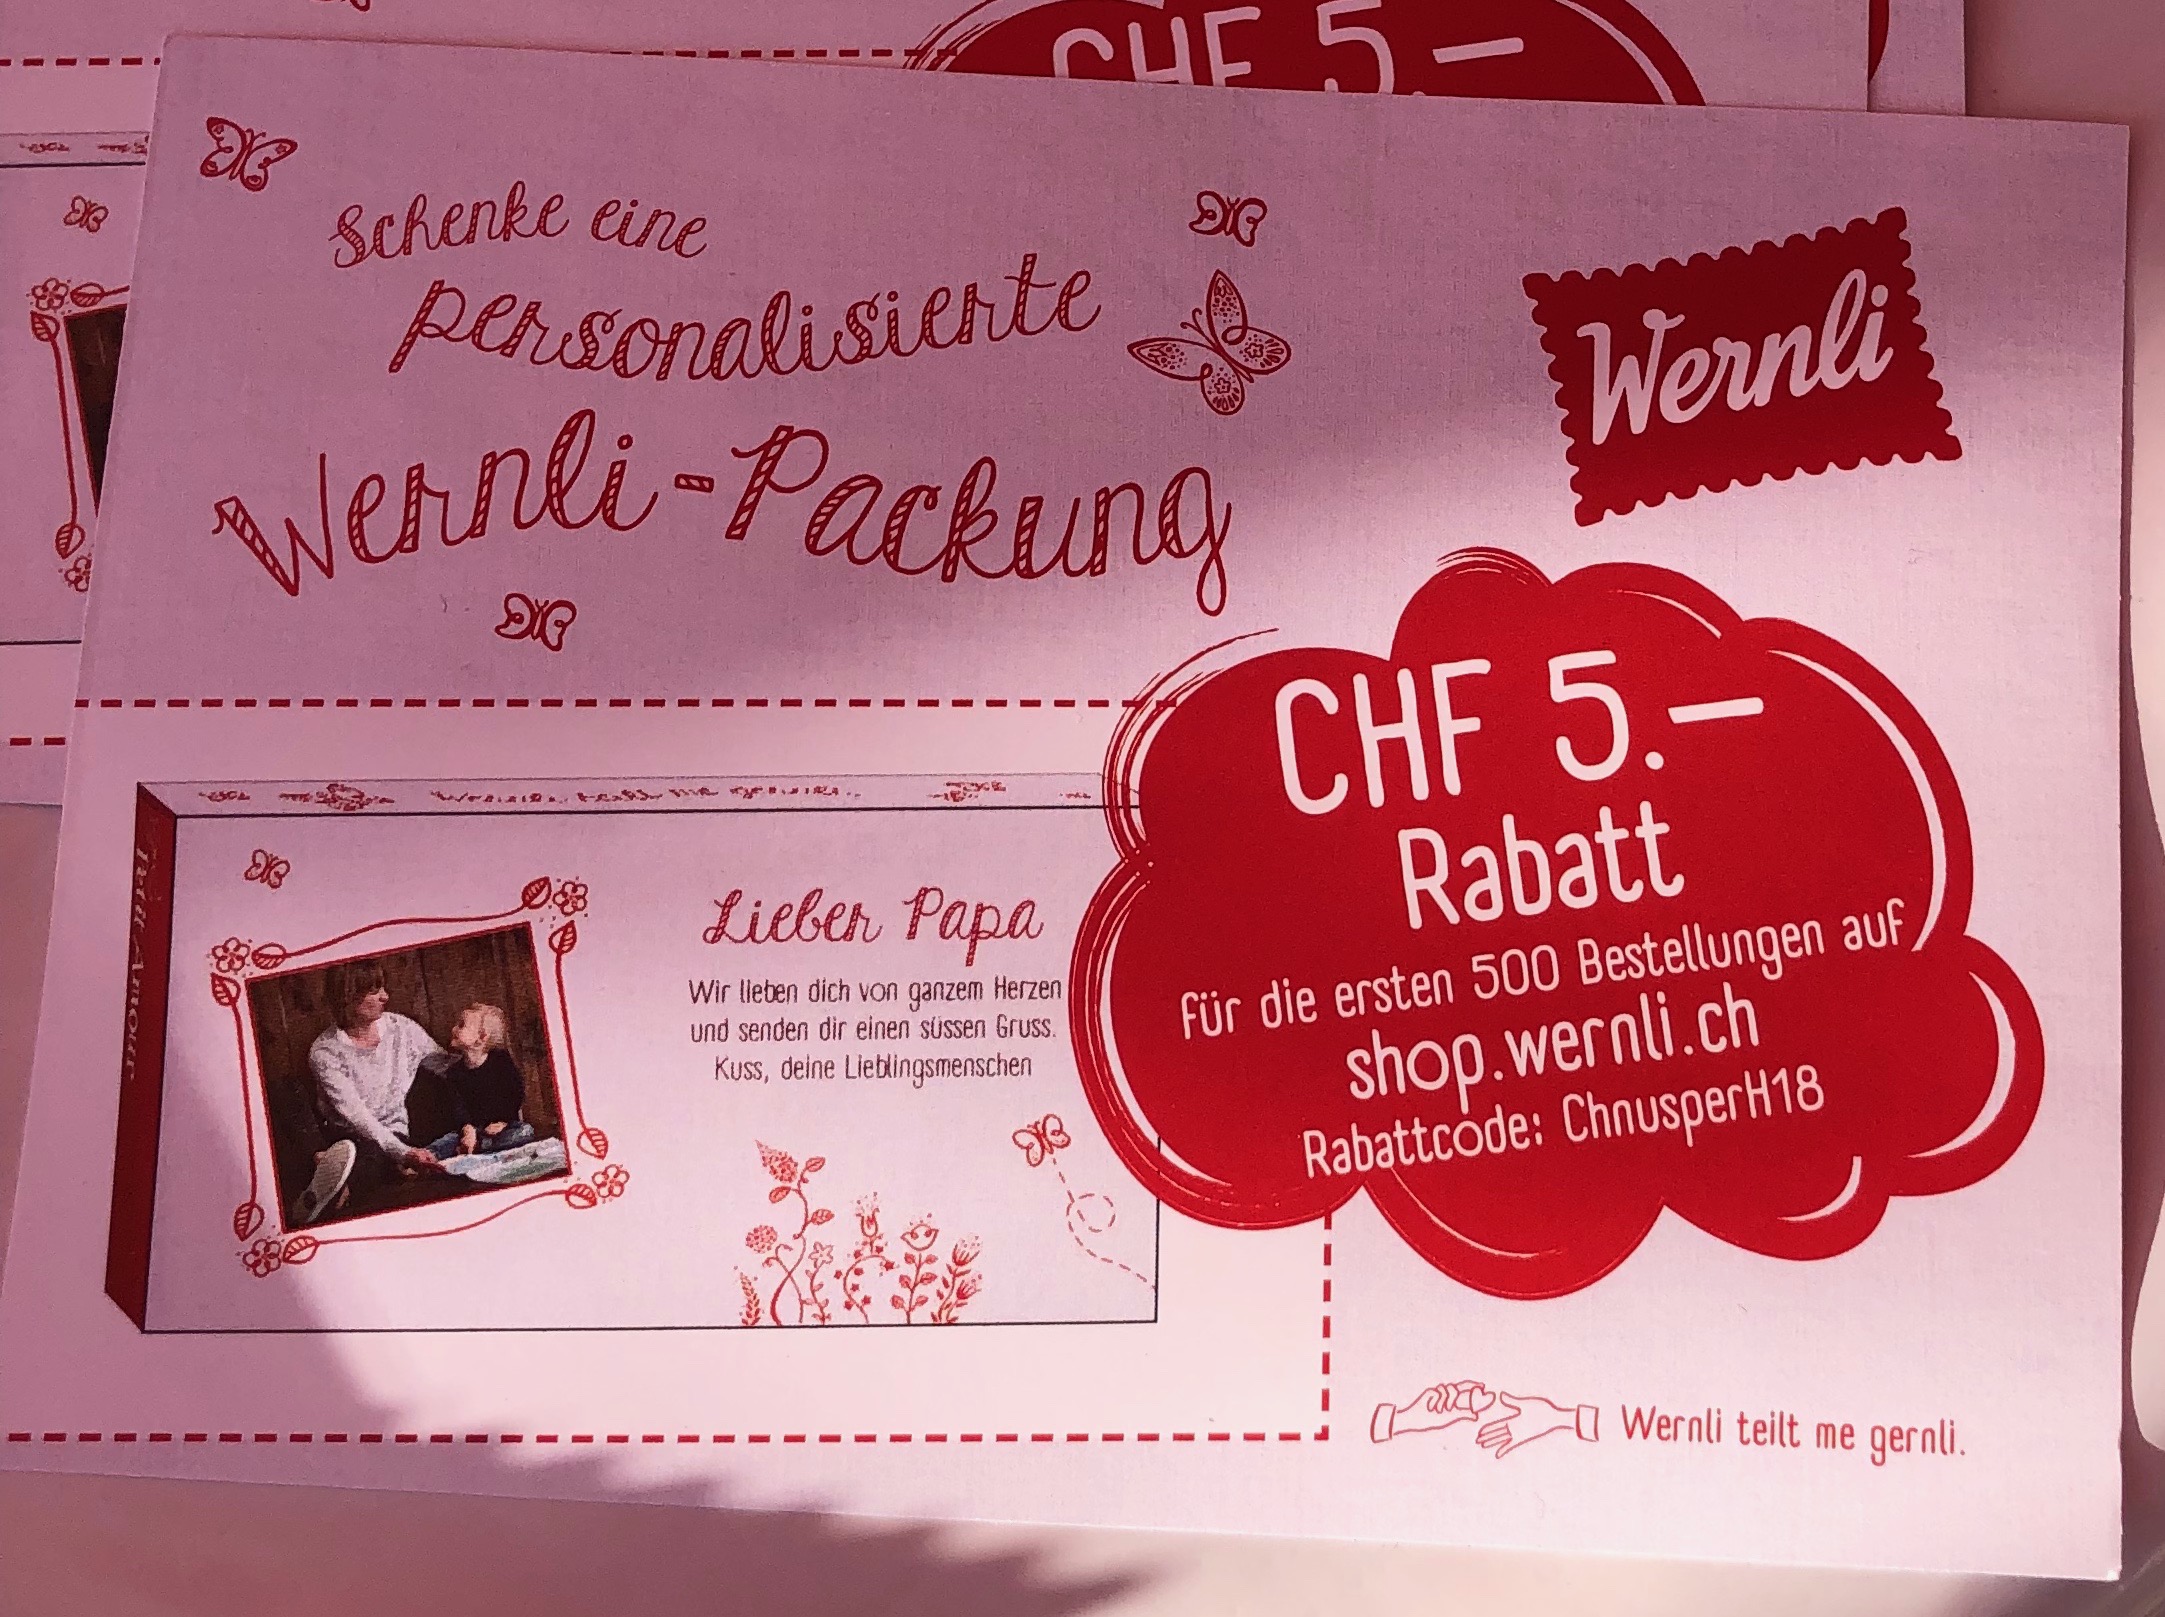 CHF 5.–
Schenke eine
personalisierte
Wernli-Packung
Wernli
CHF 5.–
Rabatt
für die ersten 500 Bestellungen auf
shop.wernli.ch
Rabattcode: ChnusperH18
Lieber Papa
Wir lieben dich von ganzem Herzen
und senden dir einen süssen Gruss.
Kuss, deine Lieblingsmenschen
Wernli teilt me gernli.